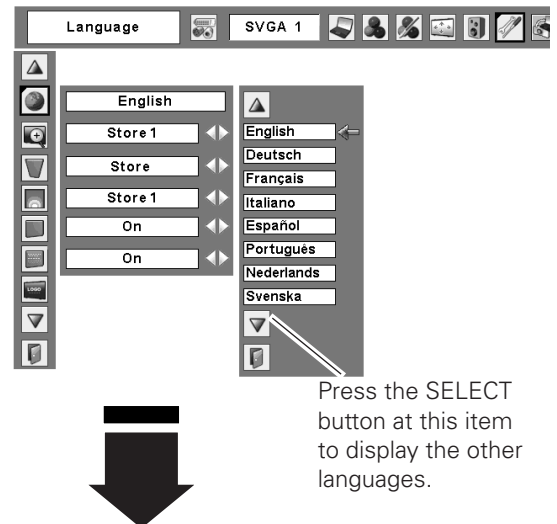 Language
SVGA 1
English
Store 1
Store
Store 1
On
On
English
Deutsch
Français
Italiano
Español
Português
Nederlands
Svenska
LOGO
Press the SELECT
button at this item
to display the other
languages.